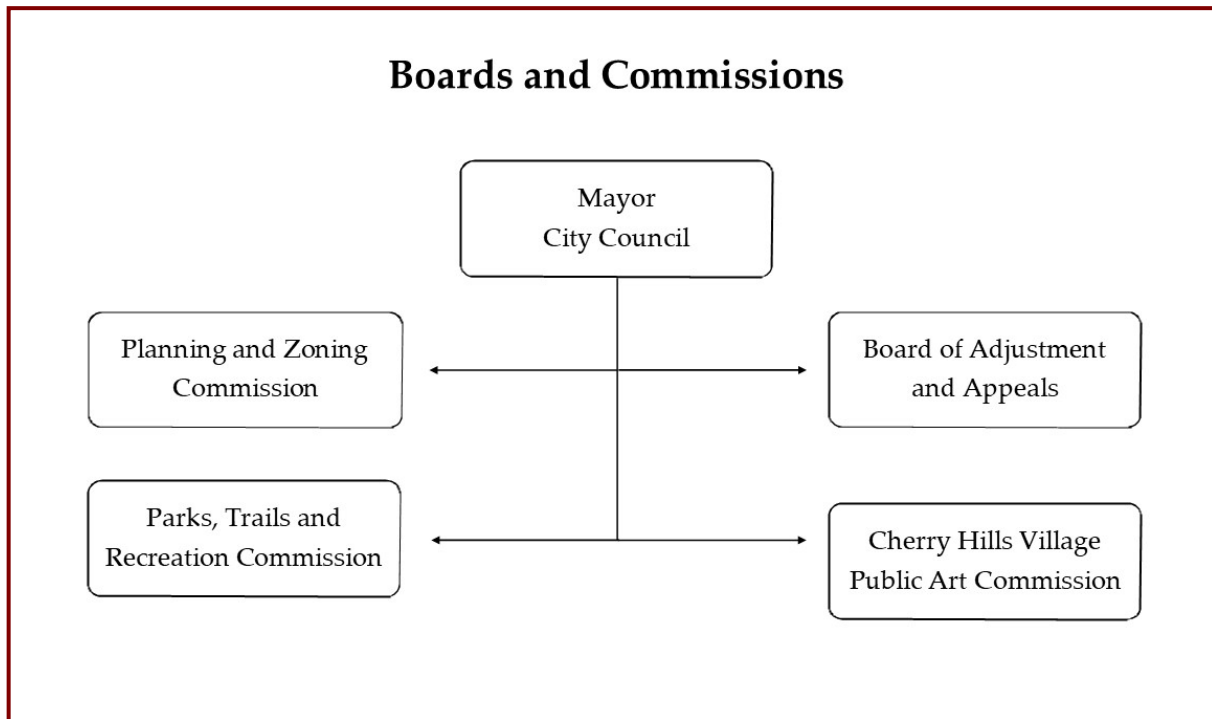 Boards and Commissions
Mayor
City Council
Planning and Zoning
Commission
Board of Adjustment
and Appeals
Parks, Trails and
Recreation Commission
Cherry Hills Village
Public Art Commission